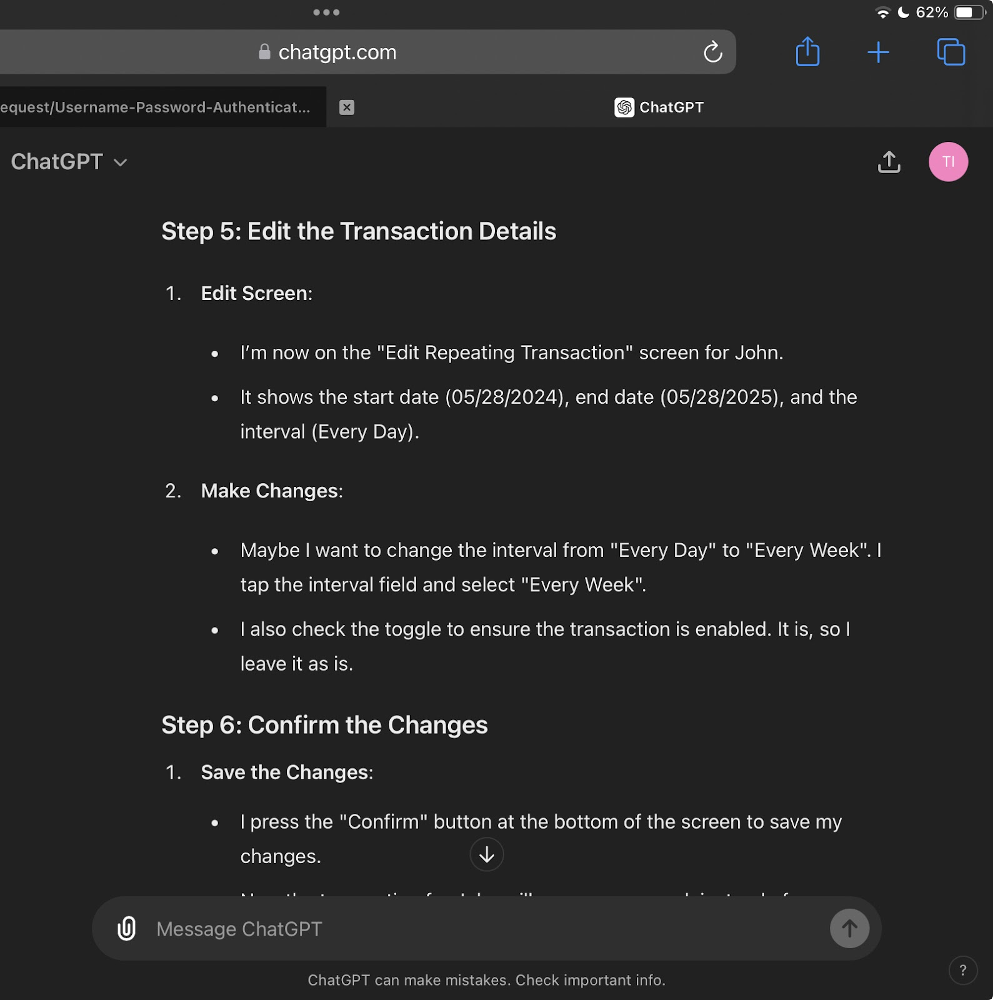 62%
chatgpt.com
equest/Username-Password-Authenticat...
ChatGPT
ChatGPT
TI
Step 5: Edit the Transaction Details
1. Edit Screen:
• I’m now on the "Edit Repeating Transaction" screen for John.
• It shows the start date (05/28/2024), end date (05/28/2025), and the
interval (Every Day).
2. Make Changes:
• Maybe I want to change the interval from "Every Day" to "Every Week". I
tap the interval field and select "Every Week".
• I also check the toggle to ensure the transaction is enabled. It is, so I
leave it as is.
Step 6: Confirm the Changes
1. Save the Changes:
• I press the "Confirm" button at the bottom of the screen to save my
changes.
Message ChatGPT
ChatGPT can make mistakes. Check important info.
?